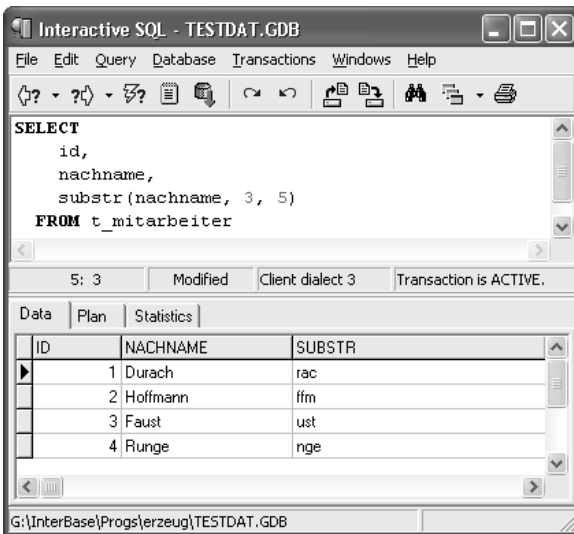 Interactive SQL - TESTDAT.GDB
File Edit Query Database Transactions Windows Help
SELECT
id,
nachname,
substr(nachname, 3, 5)
FROM t_mitarbeiter
5: 3 Modified Client dialect 3 Transaction is ACTIVE.
Data Plan Statistics
ID NACHNAME SUBSTR
1 Durach rac
2 Hoffmann ffm
3 Faust ust
4 Runge nge
G:\InterBase\Progs\erzeug\TESTDAT.GDB